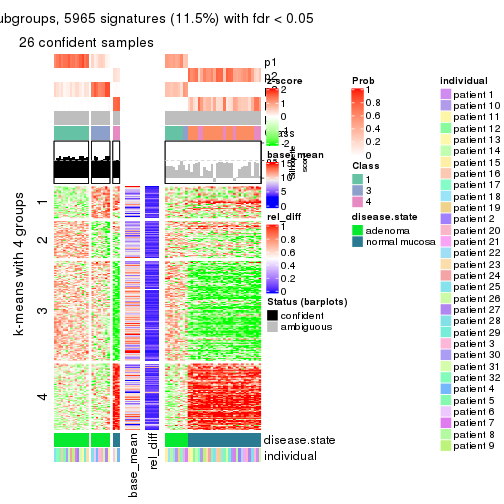 ubgroups, 5965 signatures (11.5%) with fdr < 0.05
26 confident samples
p1
p2
z-score
2
1
0
-1
-2
base_mean
15
5
0
rel_diff
1
0.8
0.6
0.4
0.2
0
Status (barplots)
confident
ambiguous
Prob
1
0.8
0.6
0.4
0.2
0
Class
1
3
4
disease.state
adenoma
normal mucosa
individual
patient 1
patient 10
patient 11
patient 12
patient 13
patient 14
patient 15
patient 16
patient 17
patient 18
patient 19
patient 2
patient 20
patient 21
patient 22
patient 23
patient 24
patient 25
patient 26
patient 27
patient 28
patient 29
patient 3
patient 30
patient 31
patient 32
patient 4
patient 5
patient 6
patient 7
patient 8
patient 9
k-means with 4 groups
1
2
3
4
base_mean
rel_diff
disease.state
individual